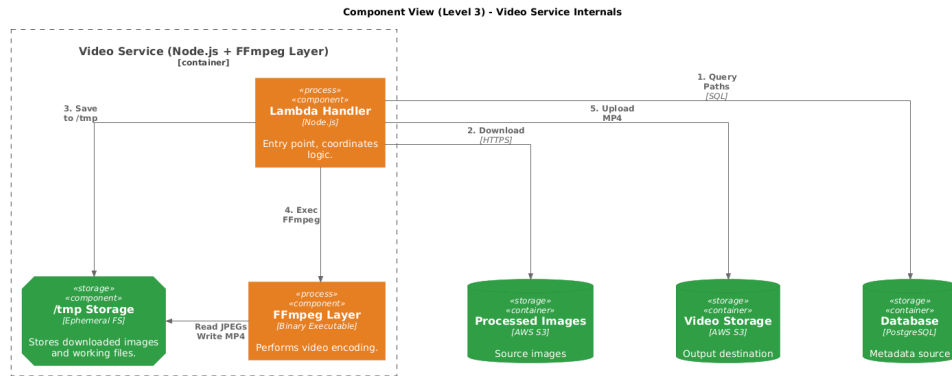 Component View (Level 3) - Video Service Internals
Video Service (Node.js + FFmpeg Layer)
[container]
«process»
«component»
Lambda Handler
[Node.js]
Entry point, coordinates
logic.
3. Save
to /tmp
1. Query
Paths
[SQL]
5. Upload
MP4
2. Download
[HTTPS]
4. Exec
FFmpeg
«storage»
«component»
/tmp Storage
[Ephemeral FS]
Stores downloaded images
and working files.
Read JPEGs
Write MP4
«process»
«component»
FFmpeg Layer
[Binary Executable]
Performs video encoding.
«storage»
«container»
Processed Images
[AWS S3]
Source images
«storage»
«container»
Video Storage
[AWS S3]
Output destination
«storage»
«container»
Database
[PostgreSQL]
Metadata source